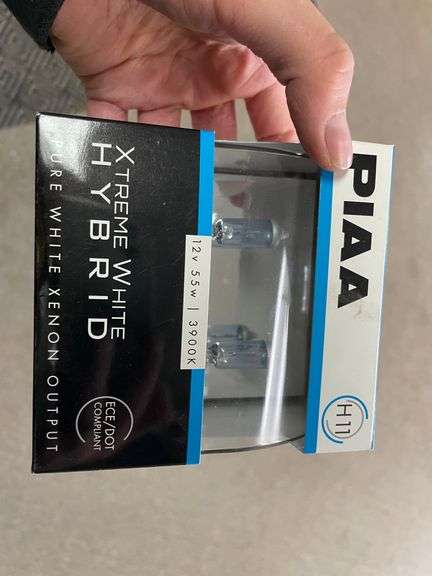 PIAA
H11
12v 55w | 3900K
XTREME WHITE
HYBRID
PURE WHITE XENON OUTPUT
ECE/DOT
COMPLIANT